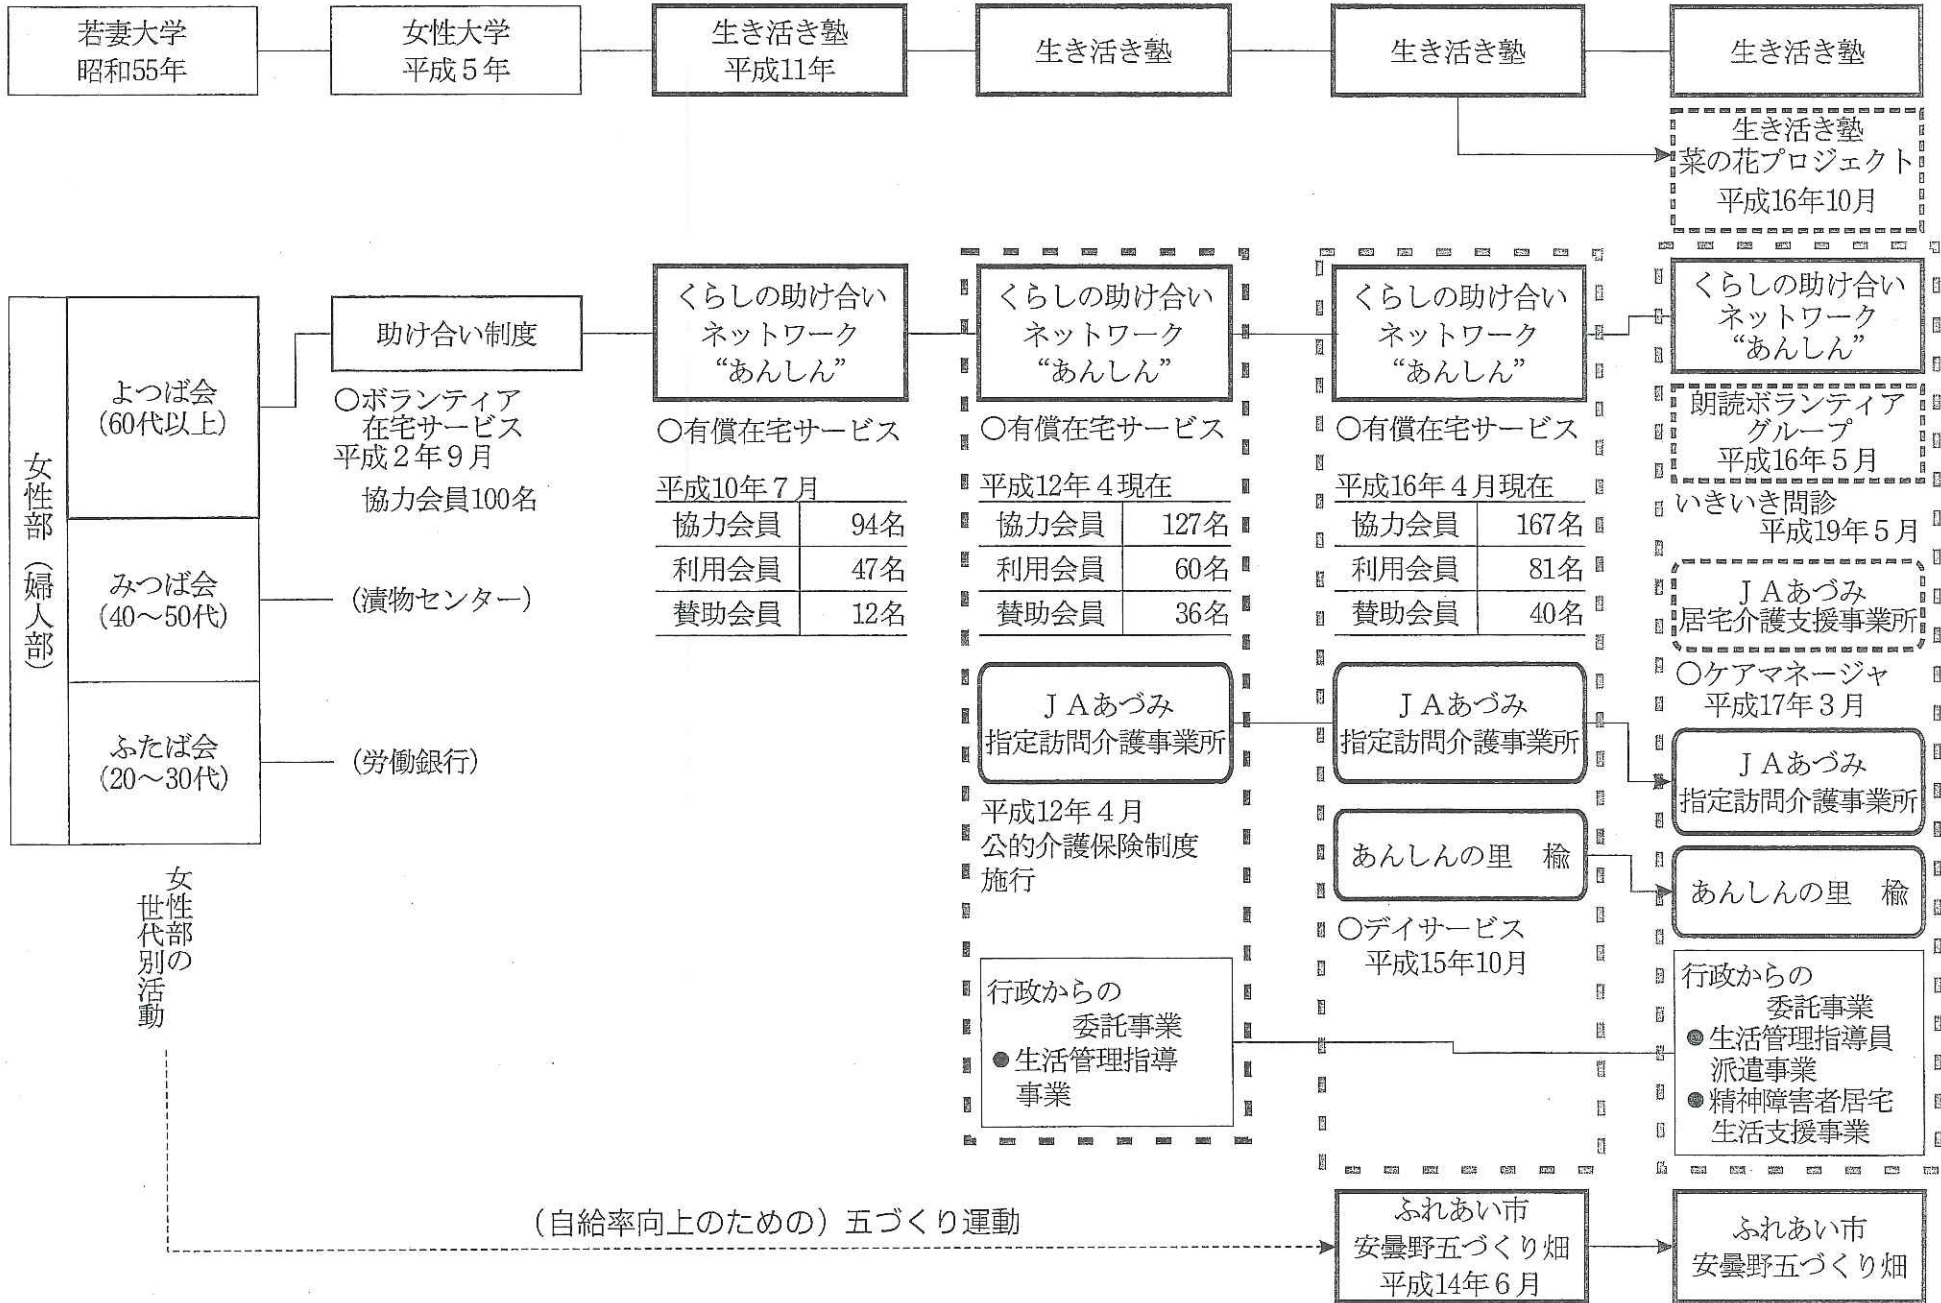 若妻大学
昭和55年
女性大学
平成５年
生き活き塾
平成11年
生き活き塾
生き活き塾
生き活き塾
生き活き塾
菜の花プロジェクト
平成16年10月
女性部（婦人部）
よつば会
(60代以上)
みつば会
(40～50代)
ふたば会
(20～30代)
女性部の
世代別活動
助け合い制度
○ボランティア
在宅サービス
平成２年９月
協力会員100名
(漬物センター)
(労働銀行)
くらしの助け合い
ネットワーク
“あんしん”
○有償在宅サービス
平成10年７月
協力会員 94名
利用会員 47名
賛助会員 12名
くらしの助け合い
ネットワーク
“あんしん”
○有償在宅サービス
平成12年４現在
協力会員 127名
利用会員 60名
賛助会員 36名
ＪＡあづみ
指定訪問介護事業所
平成12年４月
公的介護保険制度
施行
行政からの
委託事業
●生活管理指導
事業
くらしの助け合い
ネットワーク
“あんしん”
○有償在宅サービス
平成16年４月現在
協力会員 167名
利用会員 81名
賛助会員 40名
ＪＡあづみ
指定訪問介護事業所
あんしんの里　楡
○デイサービス
平成15年10月
くらしの助け合い
ネットワーク
“あんしん”
朗読ボランティア
グループ
平成16年５月
いきいき問診
平成19年５月
ＪＡあづみ
居宅介護支援事業所
○ケアマネージャ
平成17年３月
ＪＡあづみ
指定訪問介護事業所
あんしんの里　楡
行政からの
委託事業
●生活管理指導員
派遣事業
●精神障害者居宅
生活支援事業
(自給率向上のための) 五づくり運動
ふれあい市
安曇野五づくり畑
平成14年６月
ふれあい市
安曇野五づくり畑